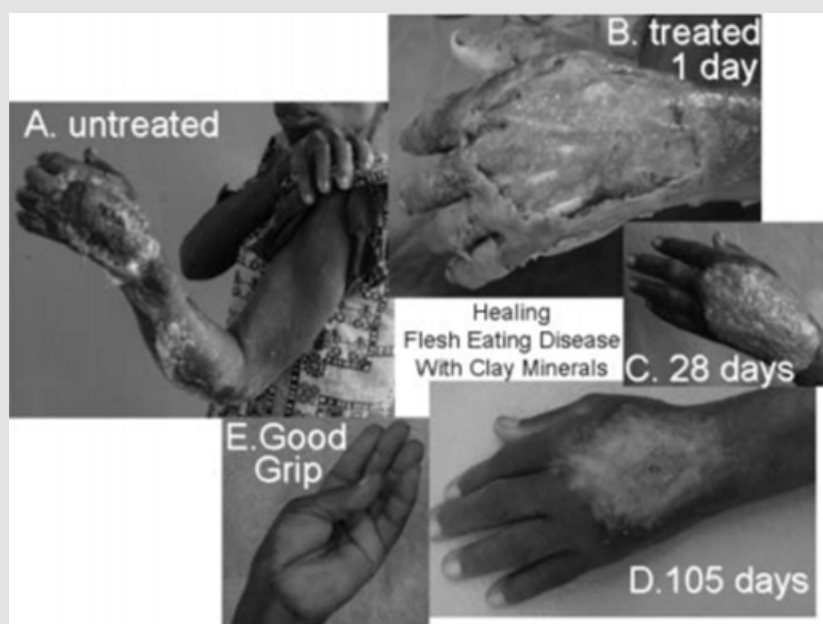 A. untreated
B. treated
1 day
Healing
Flesh Eating Disease
With Clay Minerals
C. 28 days
E.Good
Grip
D.105 days